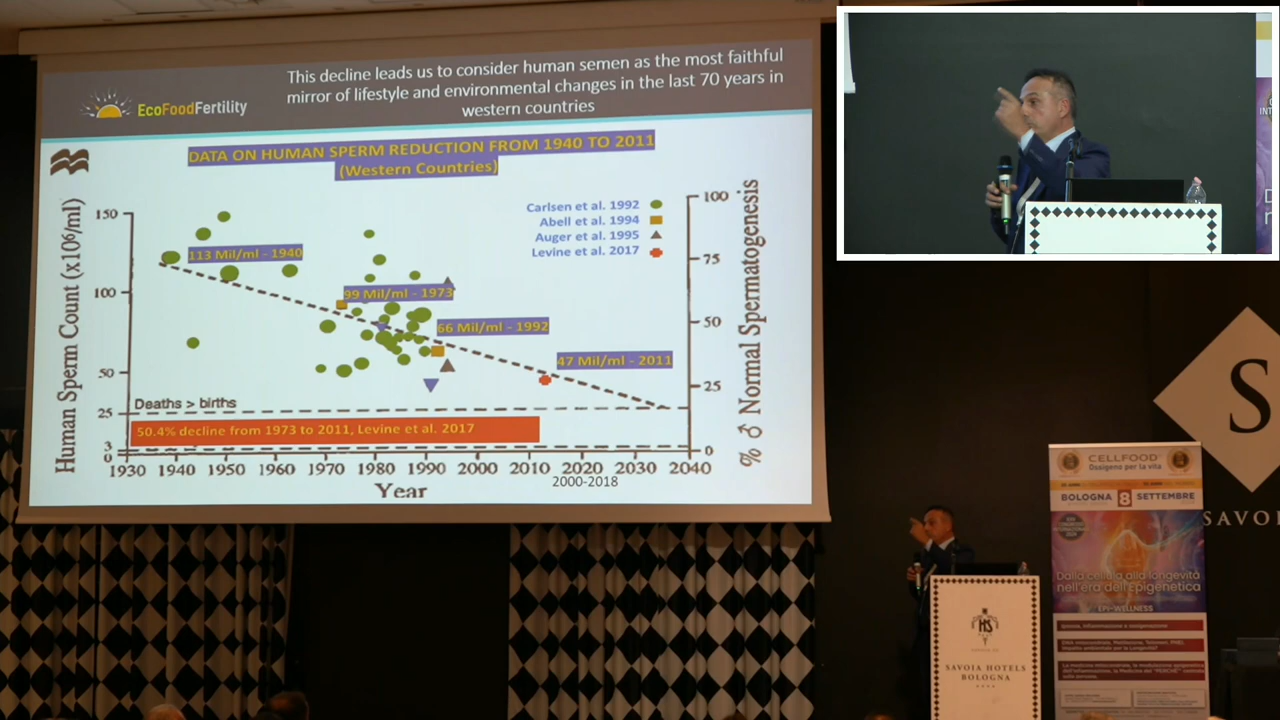 This decline leads us to consider human semen as the most faithful
mirror of lifestyle and environmental changes in the last 70 years in
western countries
EcoFoodFertility
DATA ON HUMAN SPERM REDUCTION FROM 1940 TO 2011
(Western Countries)
Human Sperm Count (x10⁶/ml)
150
100
50
25
3
0
Carlsen et al. 1992
Abell et al. 1994
Auger et al. 1995
Levine et al. 2017
113 Mil/ml - 1940
99 Mil/ml - 1973
66 Mil/ml - 1992
47 Mil/ml - 2011
Deaths > births
50.4% decline from 1973 to 2011, Levine et al. 2017
100
75
50
25
0
% ♂ Normal Spermatogenesis
1930 1940 1950 1960 1970 1980 1990 2000 2010 2020 2030 2040
2000-2018
Year
S
SAVOI
HS
SAVOIA HOTELS
BOLOGNA
CELLFOOD
Ossigeno per la vita
BOLOGNA 8 SETTEMBRE
Dalla cellula alla longevità
nell'era dell'Epigenetica
EPI-WELLNESS